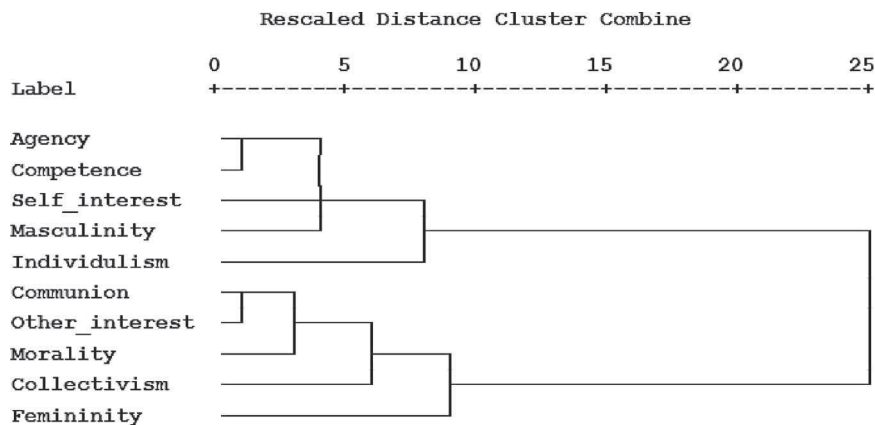 Rescaled Distance Cluster Combine
0 5 10 15 20 25
Label +---------+---------+---------+---------+---------+
Agency
Competence
Self_interest
Masculinity
Individulism
Communion
Other_interest
Morality
Collectivism
Femininity